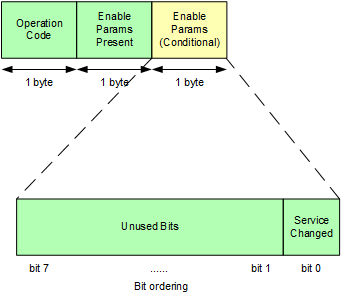 Operation
Code
Enable
Params
Present
Enable
Params
(Conditional)
1 byte
1 byte
1 byte
Unused Bits
Service
Changed
bit 7
......
bit 1
bit 0
Bit ordering